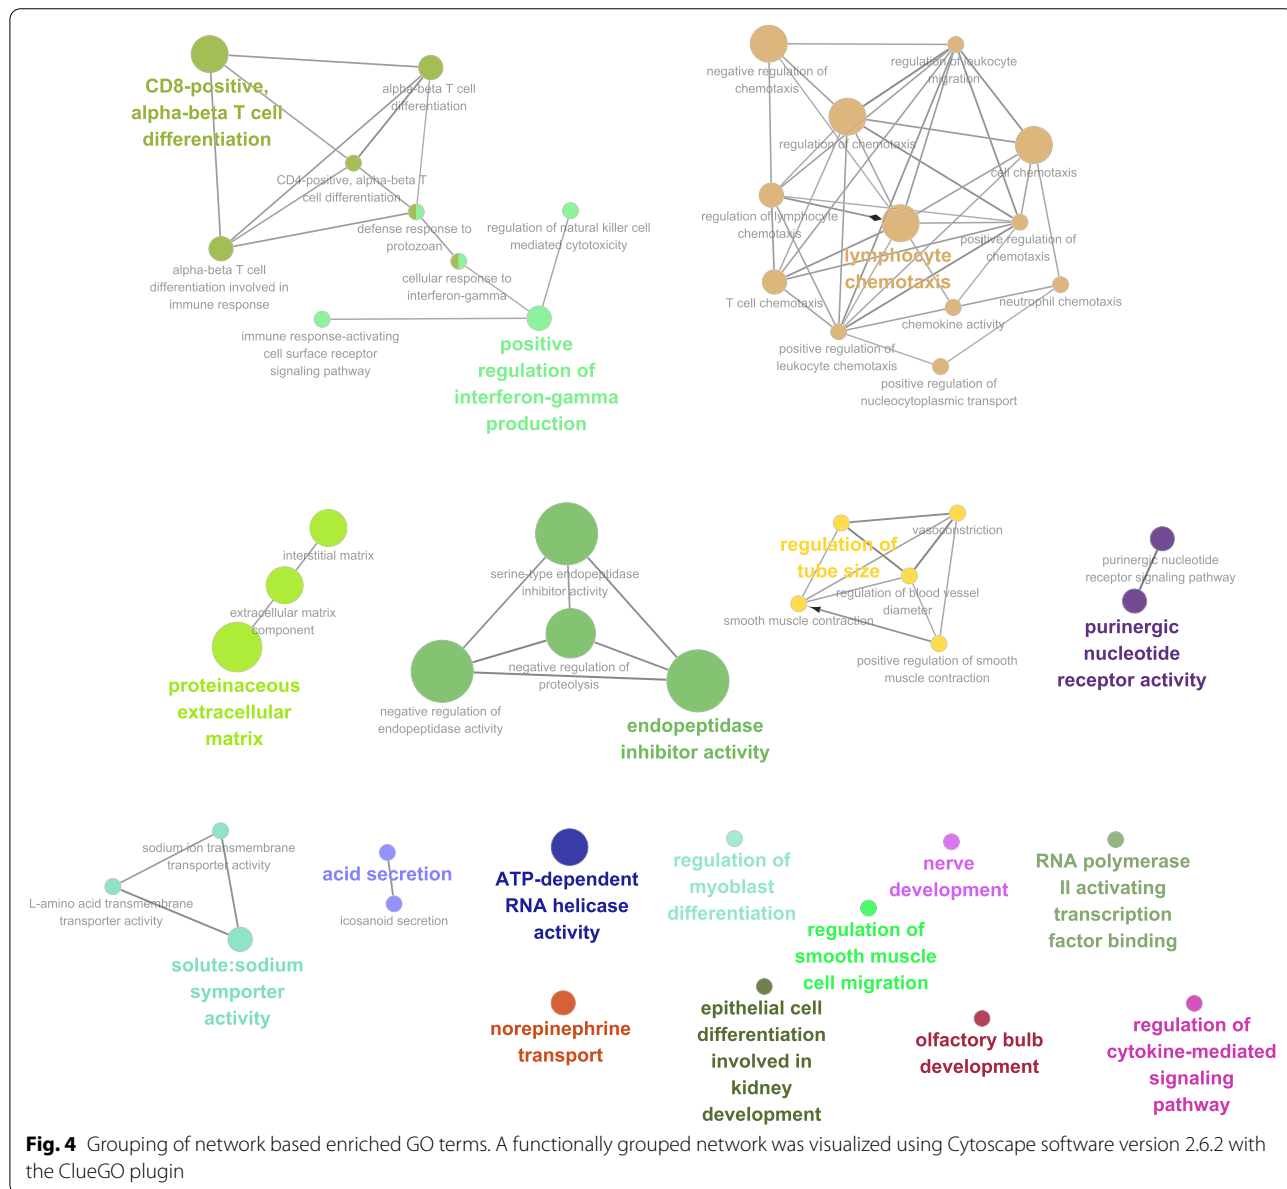 CD8-positive,
alpha-beta T cell
differentiation
alpha-beta T cell
differentiation
CD4-positive, alpha-beta T
cell differentiation
defense response to
protozoan
regulation of natural killer cell
mediated cytotoxicity
alpha-beta T cell
differentiation involved in
immune response
cellular response to
interferon-gamma
immune response-activating
cell surface receptor
signaling pathway
positive
regulation of
interferon-gamma
production
negative regulation of
chemotaxis
regulation of leukocyte
migration
regulation of chemotaxis
cell chemotaxis
regulation of lymphocyte
chemotaxis
positive regulation of
chemotaxis
lymphocyte
chemotaxis
T cell chemotaxis
neutrophil chemotaxis
chemokine activity
positive regulation of
leukocyte chemotaxis
positive regulation of
nucleocytoplasmic transport
interstitial matrix
extracellular matrix
component
proteinaceous
extracellular
matrix
serine-type endopeptidase
inhibitor activity
negative regulation of
proteolysis
negative regulation of
endopeptidase activity
endopeptidase
inhibitor activity
vasoconstriction
regulation of
tube size
regulation of blood vessel
diameter
smooth muscle contraction
positive regulation of smooth
muscle contraction
purinergic nucleotide
receptor signaling pathway
purinergic
nucleotide
receptor activity
sodium ion transmembrane
transporter activity
L-amino acid transmembrane
transporter activity
solute:sodium
symporter
activity
acid secretion
icosanoid secretion
ATP-dependent
RNA helicase
activity
regulation of
myoblast
differentiation
nerve
development
RNA polymerase
II activating
transcription
factor binding
regulation of
smooth muscle
cell migration
norepinephrine
transport
epithelial cell
differentiation
involved in
kidney
development
olfactory bulb
development
regulation of
cytokine-mediated
signaling
pathway
Fig. 4 Grouping of network based enriched GO terms. A functionally grouped network was visualized using Cytoscape software version 2.6.2 with
the ClueGO plugin